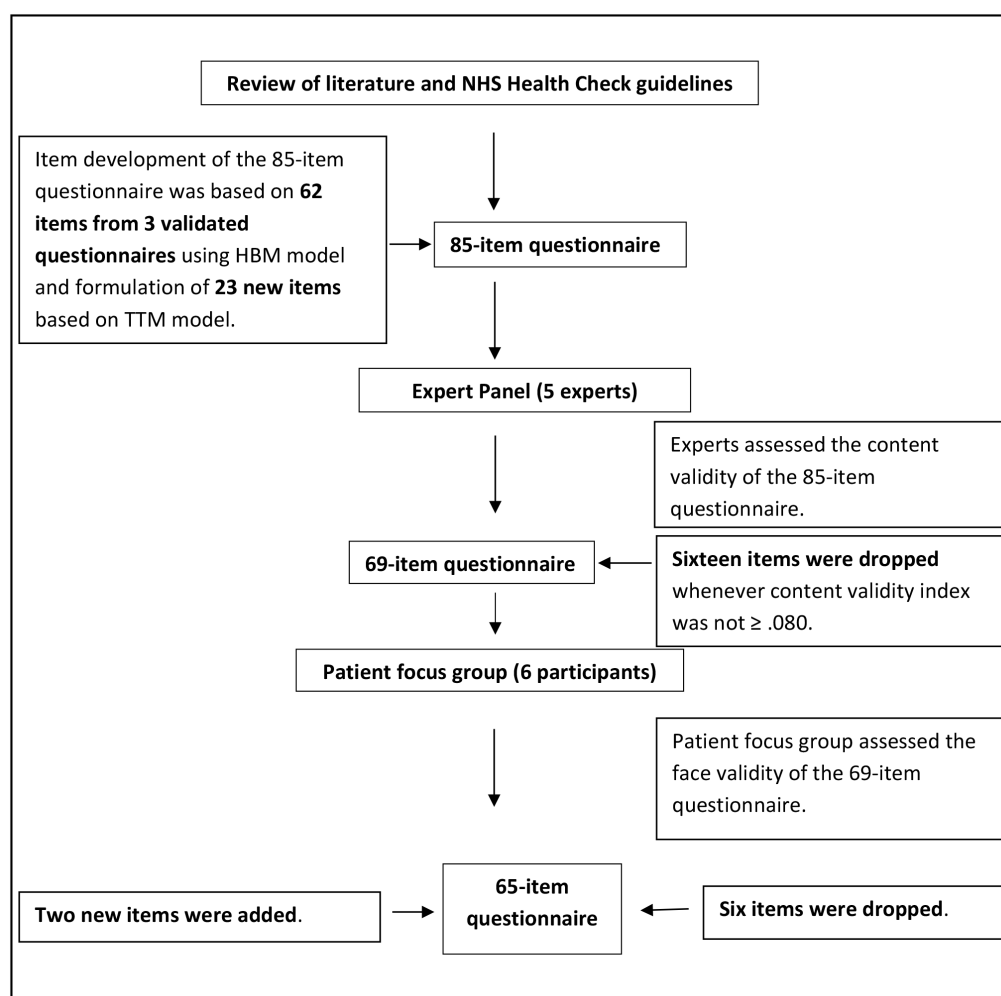 Review of literature and NHS Health Check guidelines
Item development of the 85-item
questionnaire was based on 62
items from 3 validated
questionnaires using HBM model
and formulation of 23 new items
based on TTM model.
85-item questionnaire
Expert Panel (5 experts)
Experts assessed the content
validity of the 85-item
questionnaire.
69-item questionnaire
Sixteen items were dropped
whenever content validity index
was not ≥ .080.
Patient focus group (6 participants)
Patient focus group assessed the
face validity of the 69-item
questionnaire.
65-item
questionnaire
Two new items were added.
Six items were dropped.